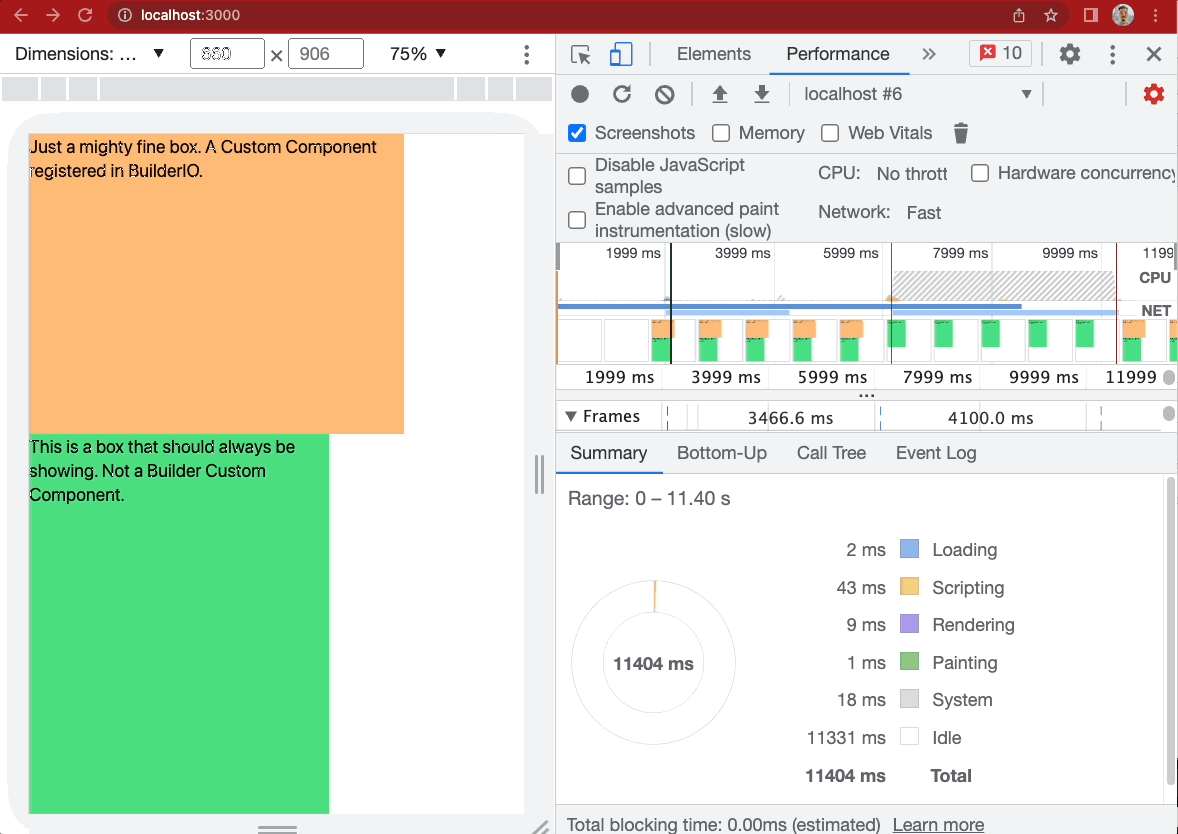 localhost:3000
Dimensions: ... ▼ 880 × 906 75% ▼
Just a mighty fine box. A Custom Component
registered in BuilderIO.
This is a box that should always be
showing. Not a Builder Custom
Component.
Elements Performance » 10
localhost #6 ▼
Screenshots Memory Web Vitals
Disable JavaScript
samples
CPU: No thrott Hardware concurrency
Enable advanced paint
instrumentation (slow)
Network: Fast
1999 ms 3999 ms 5999 ms 7999 ms 9999 ms 1199
CPU
NET
1999 ms 3999 ms 5999 ms 7999 ms 9999 ms 11999
...
▼ Frames 3466.6 ms 4100.0 ms
Summary Bottom-Up Call Tree Event Log
Range: 0 – 11.40 s
2 ms Loading
43 ms Scripting
9 ms Rendering
11404 ms
1 ms Painting
18 ms System
11331 ms Idle
11404 ms Total
Total blocking time: 0.00ms (estimated) Learn more